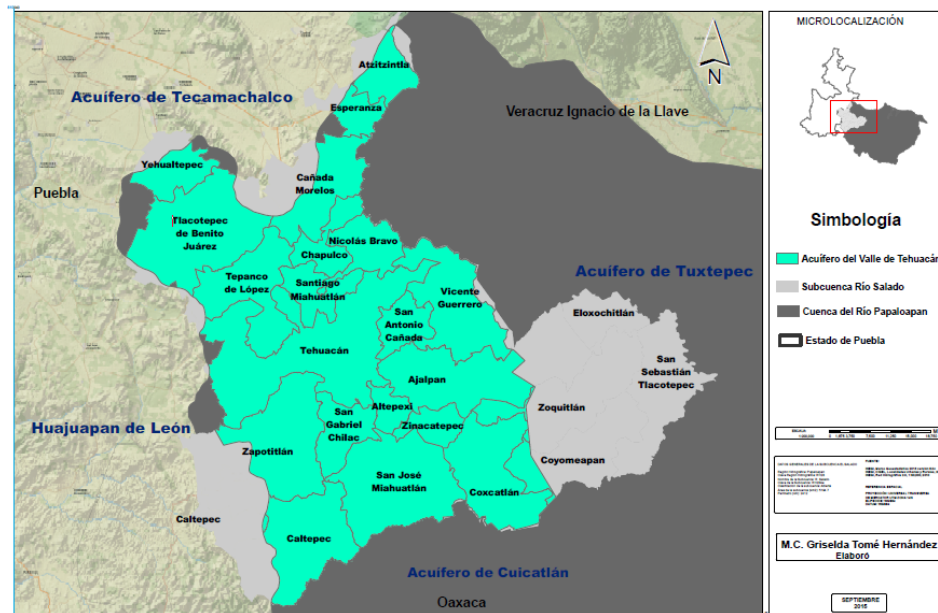 Atzitzintla
Acuífero de Tecamachalco
Esperanza
Veracruz Ignacio de la Llave
N
Yehualtepec
Cañada
Morelos
Puebla
Tlacotepec
de Benito
Juárez
Nicolás Bravo
Chapulco
Acuífero de Tuxtepec
Tepanco
de López
Santiago
Miahuatlán
Vicente
Guerrero
San
Antonio
Cañada
Eloxochitlán
Tehuacán
San
Sebastián
Tlacotepec
Ajalpan
Altepexi
Zoquitlán
San
Gabriel
Chilac
Zinacatepec
Huajuapan de León
Zapotitlán
Coyomeapan
San José
Miahuatlán
Coxcatlán
Caltepec
Caltepec
Acuífero de Cuicatlán
Oaxaca
MICROLOCALIZACIÓN
Simbología
Acuífero del Valle de Tehuacán
Subcuenca Río Salado
Cuenca del Río Papaloapan
Estado de Puebla
M.C. Griselda Tomé Hernández
Elaboró
SEPTIEMBRE
2015